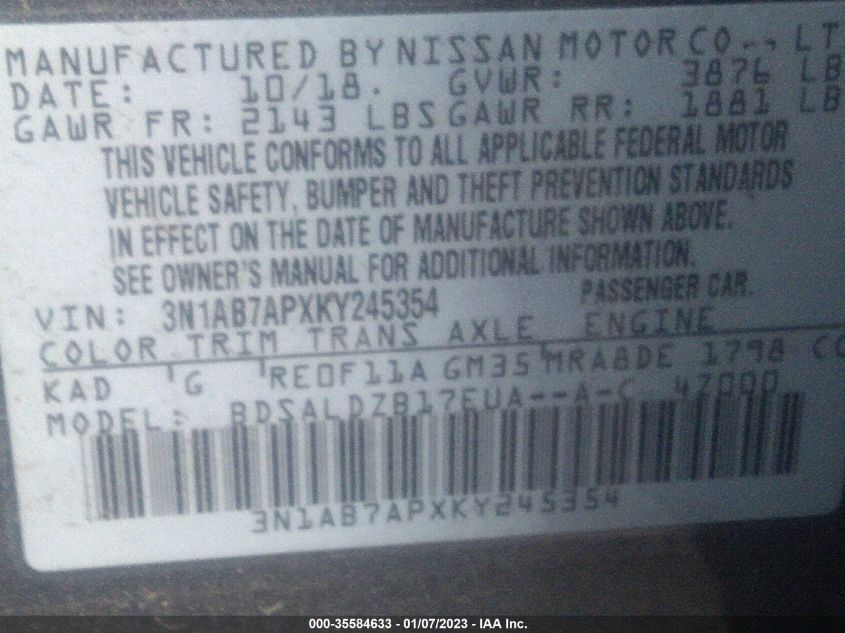 MANUFACTURED BY NISSAN MOTOR CO., LT
DATE: 10/18. GVWR: 3876 LB
GAWR FR: 2143 LBS GAWR RR: 1881 LB
THIS VEHICLE CONFORMS TO ALL APPLICABLE FEDERAL MOTOR
VEHICLE SAFETY, BUMPER AND THEFT PREVENTION STANDARDS
IN EFFECT ON THE DATE OF MANUFACTURE SHOWN ABOVE.
SEE OWNER'S MANUAL FOR ADDITIONAL INFORMATION.
VIN: 3N1AB7APXKY245354 PASSENGER CAR.
COLOR TRIM TRANS AXLE ENGINE
KAD G RE0F11A GM35 MRA8DE 1798 CC
MODEL: BDSALDZB17EUA--A-C 47000
3N1AB7APXKY245354
000-35584633 - 01/07/2023 - IAA Inc.